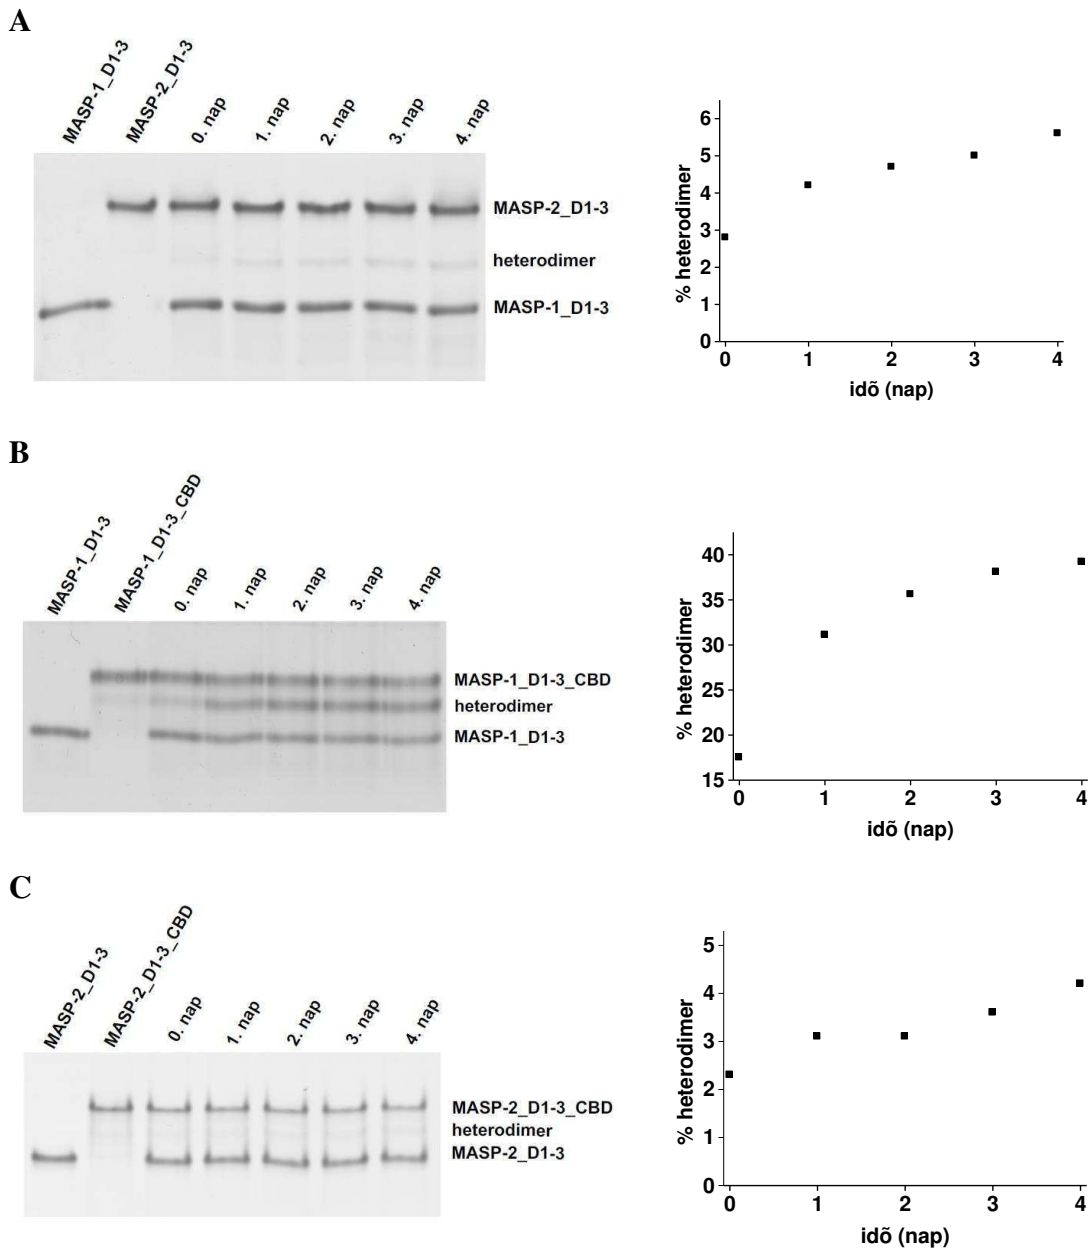 A
MASP-1_D1-3
MASP-2_D1-3
0. nap
1. nap
2. nap
3. nap
4. nap
MASP-2_D1-3
heterodimer
MASP-1_D1-3
% heterodimer
6
5
4
3
2
1
0
0 1 2 3 4
idõ (nap)
B
MASP-1_D1-3
MASP-1_D1-3_CBD
0. nap
1. nap
2. nap
3. nap
4. nap
MASP-1_D1-3_CBD
heterodimer
MASP-1_D1-3
% heterodimer
40
35
30
25
20
15
0 1 2 3 4
idõ (nap)
C
MASP-2_D1-3
MASP-2_D1-3_CBD
0. nap
1. nap
2. nap
3. nap
4. nap
MASP-2_D1-3_CBD
heterodimer
MASP-2_D1-3
% heterodimer
5
4
3
2
1
0
0 1 2 3 4
idõ (nap)